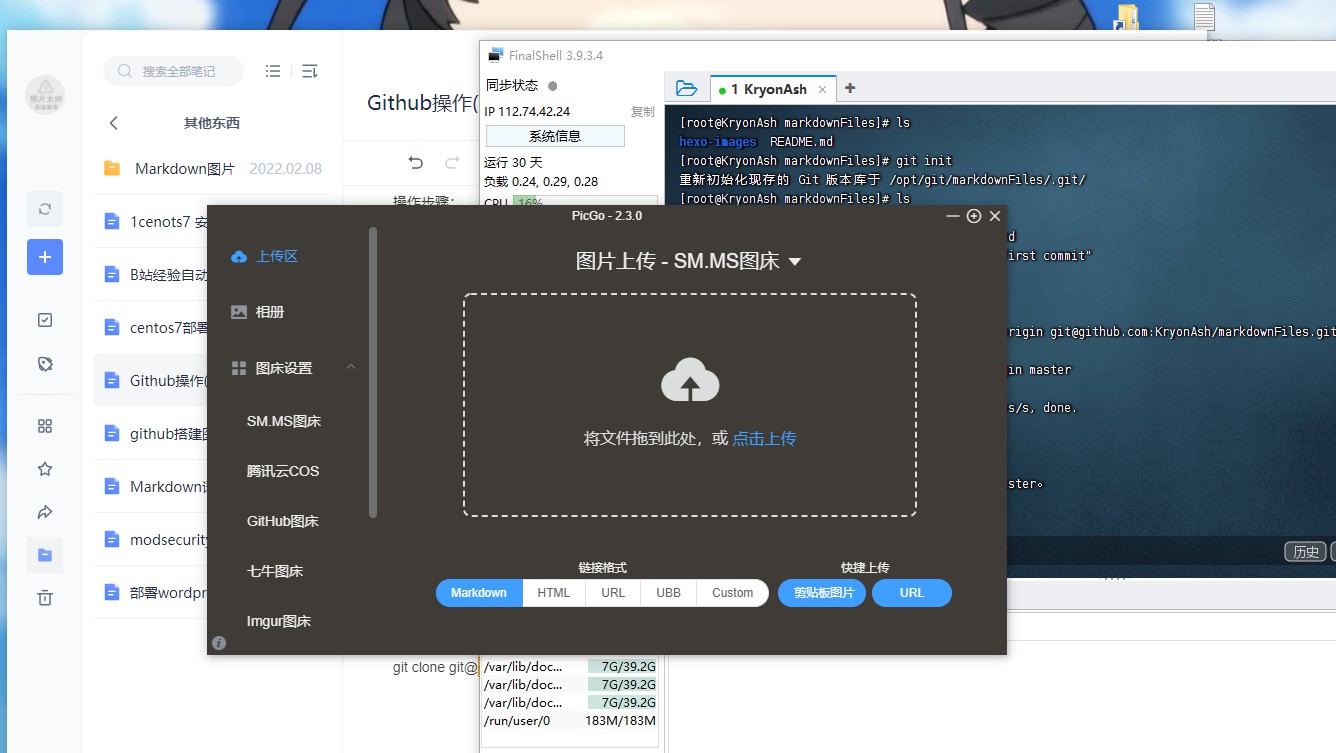 搜索全部笔记
其他东西
Markdown图片 2022.02.08
1cenots7 安
B站经验自动
centos7部署
Github操作(
github搭建图
Markdown语
modsecurity
部署wordpr
Github操作(
操作步骤：
git clone git@
FinalShell 3.9.3.4
同步状态
IP 112.74.42.24 复制
系统信息
运行 30 天
负载 0.24, 0.29, 0.28
CPU 16%
/var/lib/doc... 7G/39.2G
/var/lib/doc... 7G/39.2G
/var/lib/doc... 7G/39.2G
/run/user/0 183M/183M
1 KryonAsh
[root@KryonAsh markdownFiles]# ls
hexo-images README.md
[root@KryonAsh markdownFiles]# git init
重新初始化现存的 Git 版本库于 /opt/git/markdownFiles/.git/
[root@KryonAsh markdownFiles]# ls
d
irst commit"
rigin git@github.com:KryonAsh/markdownFiles.git
in master
s/s, done.
ster。
历史
PicGo - 2.3.0
上传区
相册
图床设置
SM.MS图床
腾讯云COS
GitHub图床
七牛图床
Imgur图床
图片上传 - SM.MS图床
将文件拖到此处，或 点击上传
链接格式
Markdown HTML URL UBB Custom
快捷上传
剪贴板图片 URL